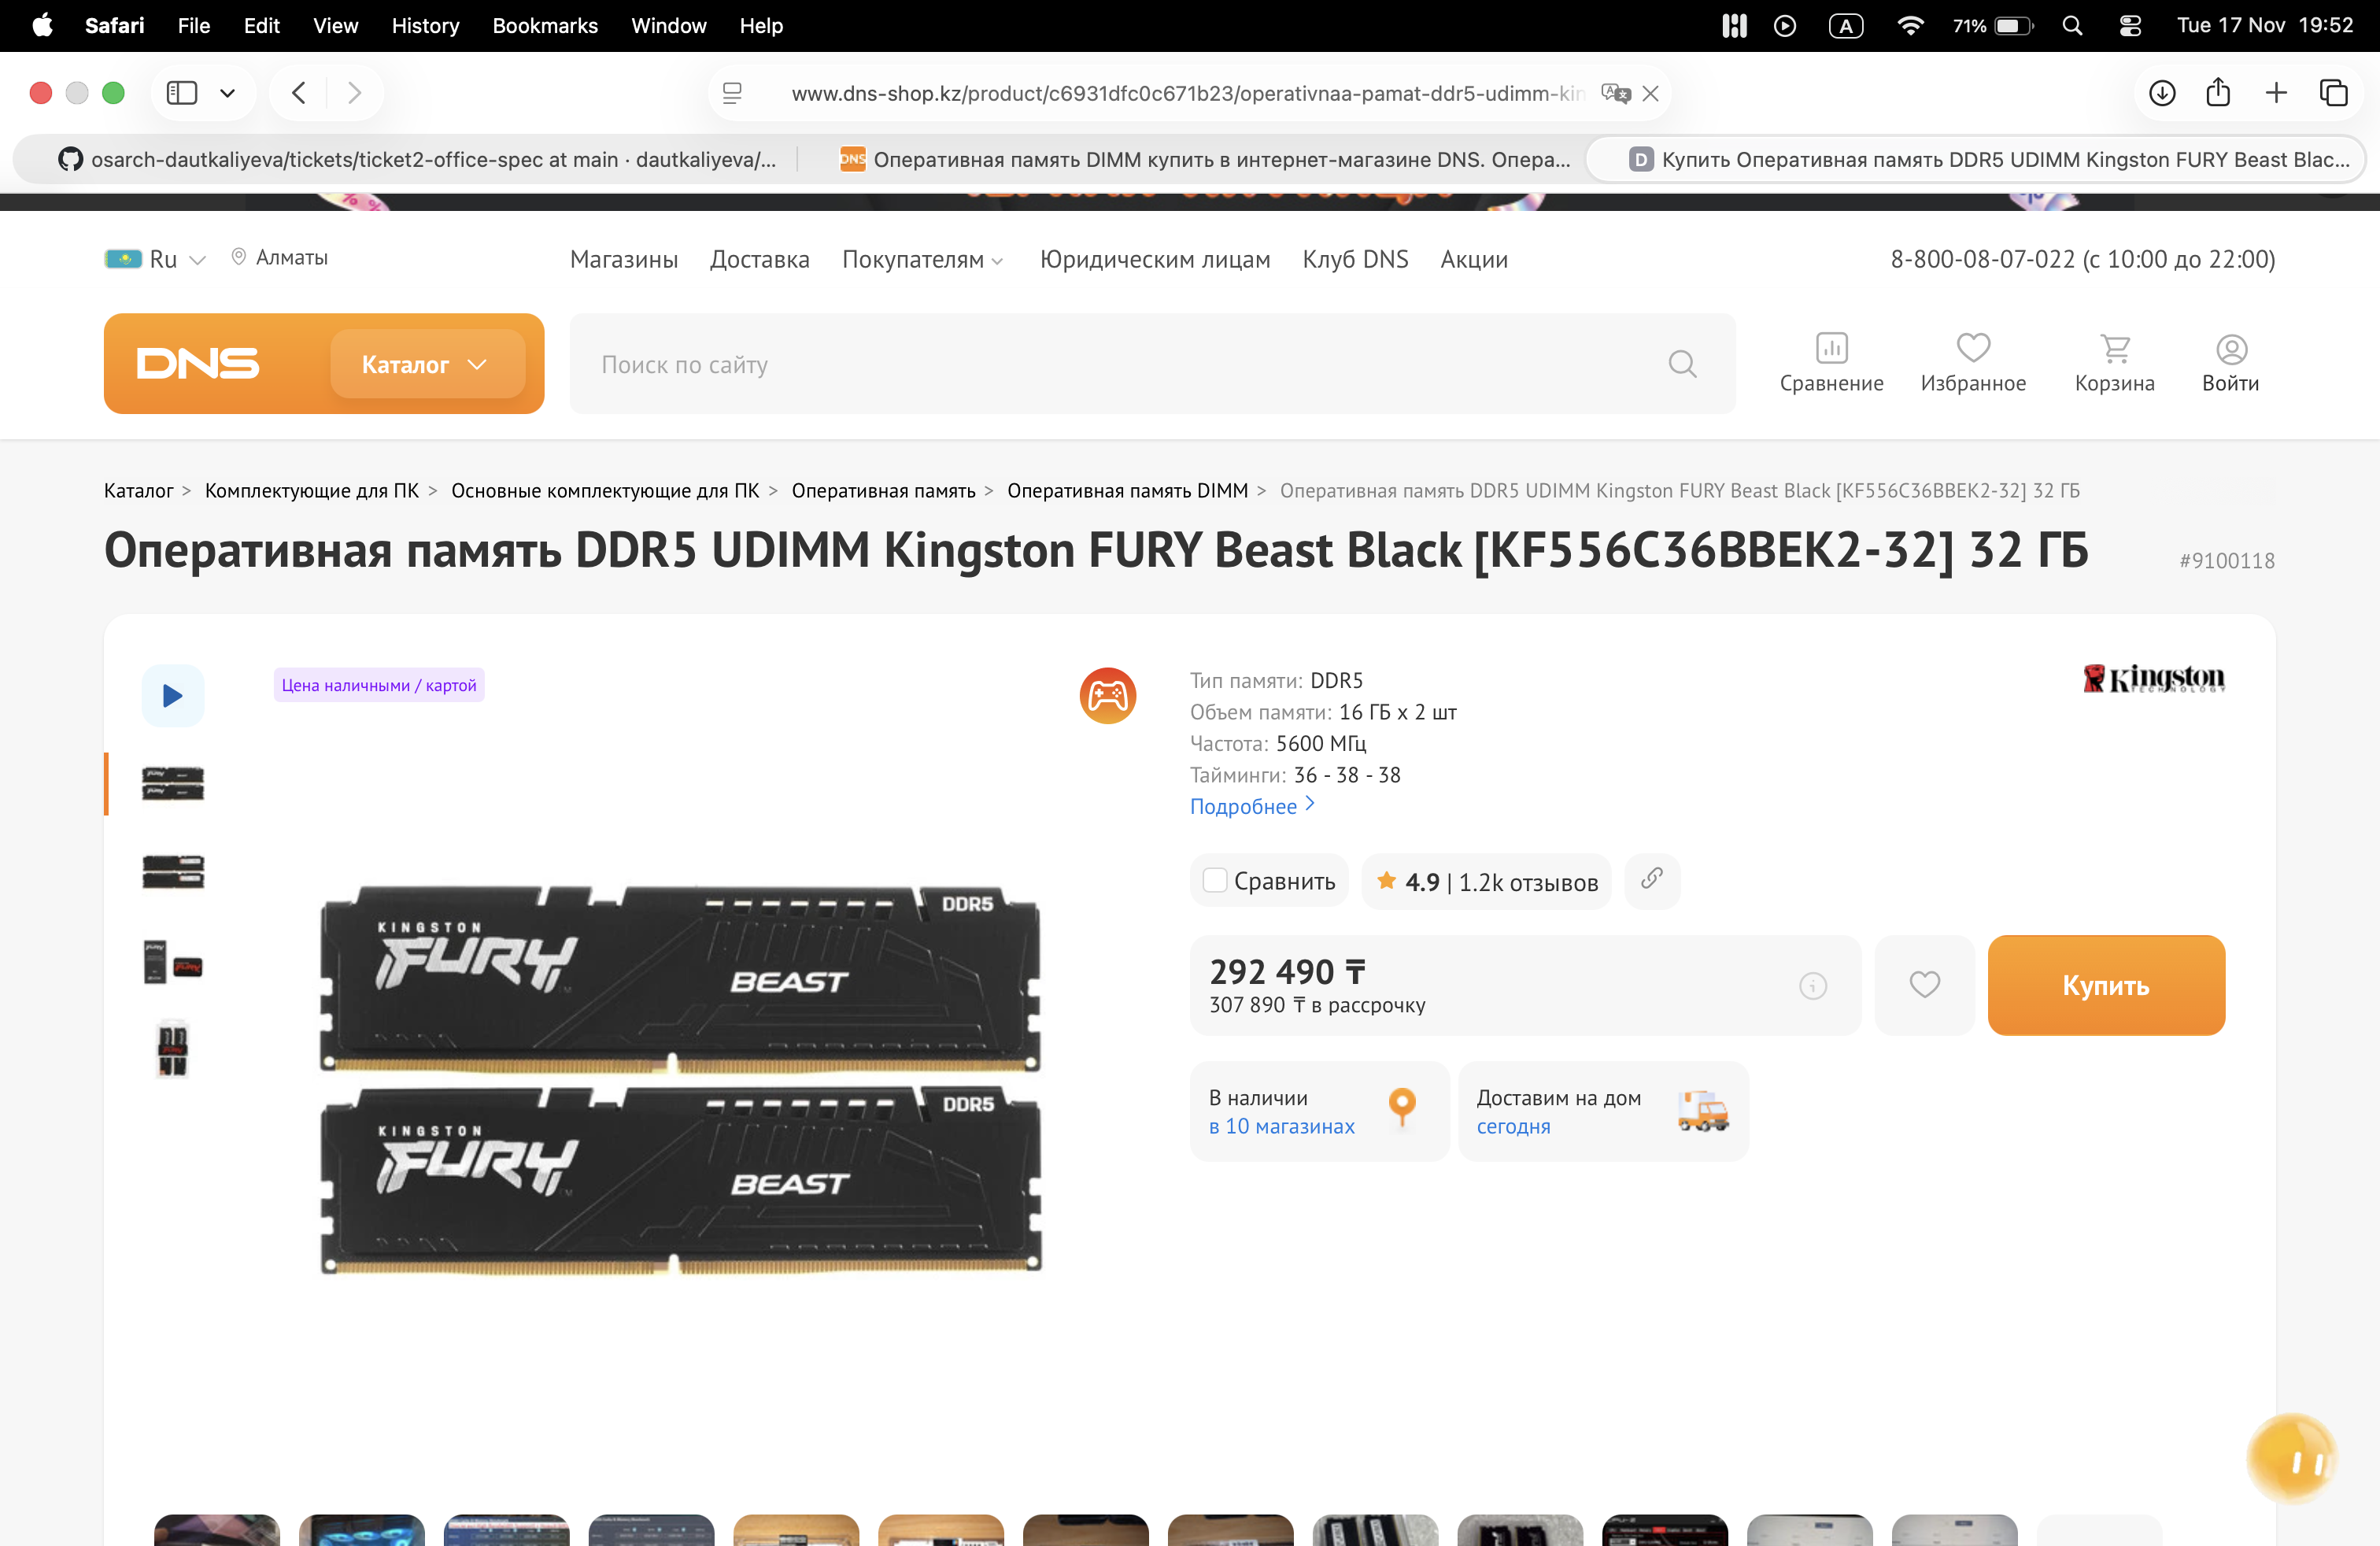 Safari File Edit View History Bookmarks Window Help
A 71% Tue 17 Nov 19:52
www.dns-shop.kz/product/c6931dfc0c671b23/operativnaa-pamat-ddr5-udimm-kin
osarch-dautkaliyeva/tickets/ticket2-office-spec at main · dautkaliyeva/...
DNS Оперативная память DIMM купить в интернет-магазине DNS. Опера...
D Купить Оперативная память DDR5 UDIMM Kingston FURY Beast Blac...
Ru Алматы Магазины Доставка Покупателям Юридическим лицам Клуб DNS Акции 8-800-08-07-022 (с 10:00 до 22:00)
DNS Каталог Поиск по сайту Сравнение Избранное Корзина Войти
Каталог > Комплектующие для ПК > Основные комплектующие для ПК > Оперативная память > Оперативная память DIMM > Оперативная память DDR5 UDIMM Kingston FURY Beast Black [KF556C36BBEK2-32] 32 ГБ
Оперативная память DDR5 UDIMM Kingston FURY Beast Black [KF556C36BBEK2-32] 32 ГБ #9100118
Цена наличными / картой
KINGSTON
FURY
BEAST
DDR5
KINGSTON
FURY
BEAST
DDR5
Kingston
TECHNOLOGY
Тип памяти: DDR5
Объем памяти: 16 ГБ x 2 шт
Частота: 5600 МГц
Тайминги: 36 - 38 - 38
Подробнее
Сравнить 4.9 | 1.2k отзывов
292 490 ₸
307 890 ₸ в рассрочку
Купить
В наличии
в 10 магазинах
Доставим на дом
сегодня